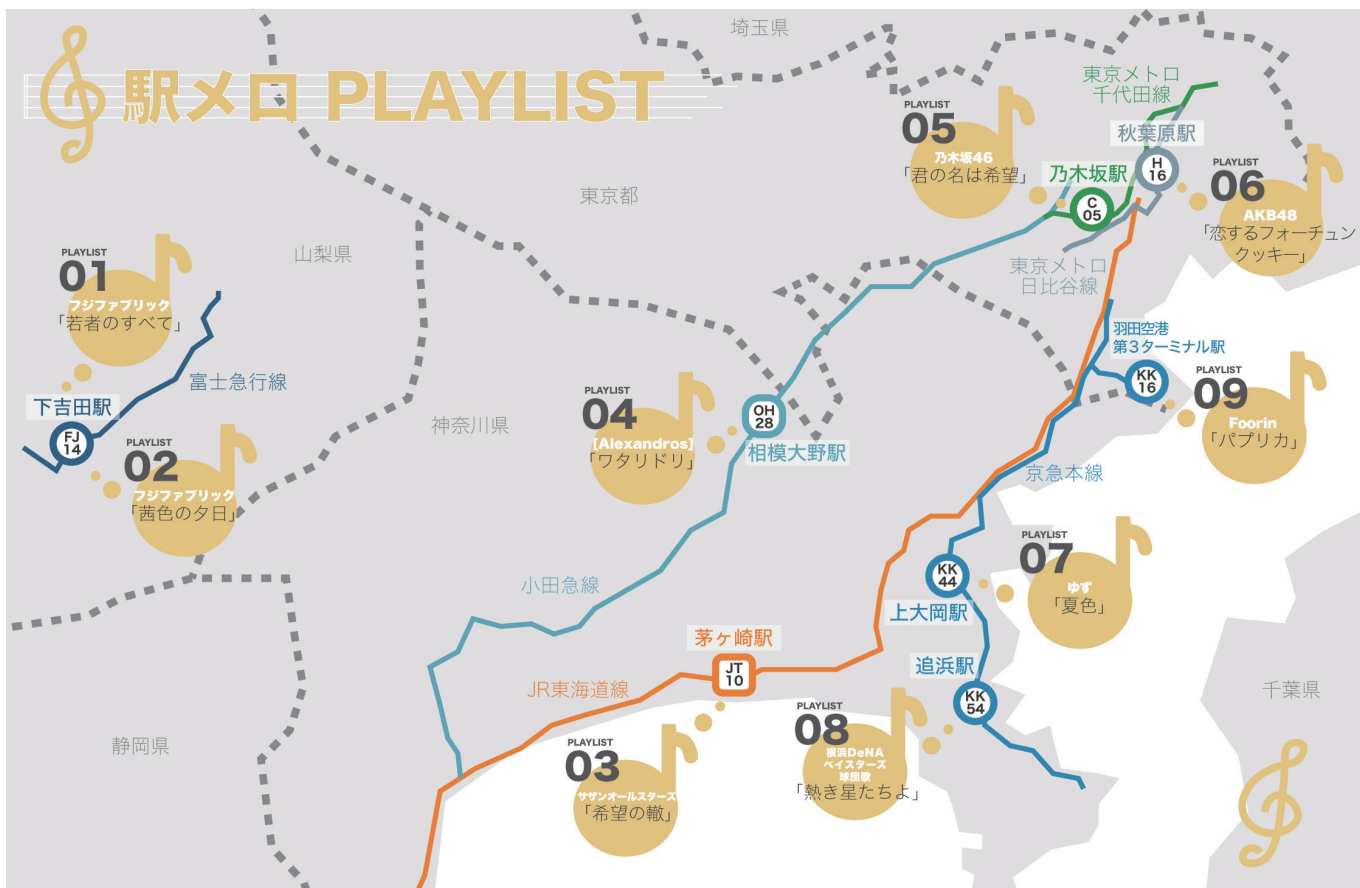 駅メロ PLAYLIST
埼玉県
東京都
山梨県
神奈川県
静岡県
千葉県
PLAYLIST
01
フジファブリック
「若者のすべて」
富士急行線
下吉田駅
FJ
14
PLAYLIST
02
フジファブリック
「茜色の夕日」
PLAYLIST
03
サザンオールスターズ
「希望の轍」
茅ヶ崎駅
JT
10
JR東海道線
PLAYLIST
04
[Alexandros]
「ワタリドリ」
OH
28
相模大野駅
小田急線
PLAYLIST
05
乃木坂46
「君の名は希望」
乃木坂駅
C
05
東京メトロ
千代田線
秋葉原駅
H
16
PLAYLIST
06
AKB48
「恋するフォーチュン
クッキー」
東京メトロ
日比谷線
羽田空港
第3ターミナル駅
KK
16
PLAYLIST
09
Foorin
「パプリカ」
京急本線
KK
44
上大岡駅
PLAYLIST
07
ゆず
「夏色」
追浜駅
KK
54
PLAYLIST
08
横浜DeNA
ベイスターズ
球団歌
「熱き星たちよ」